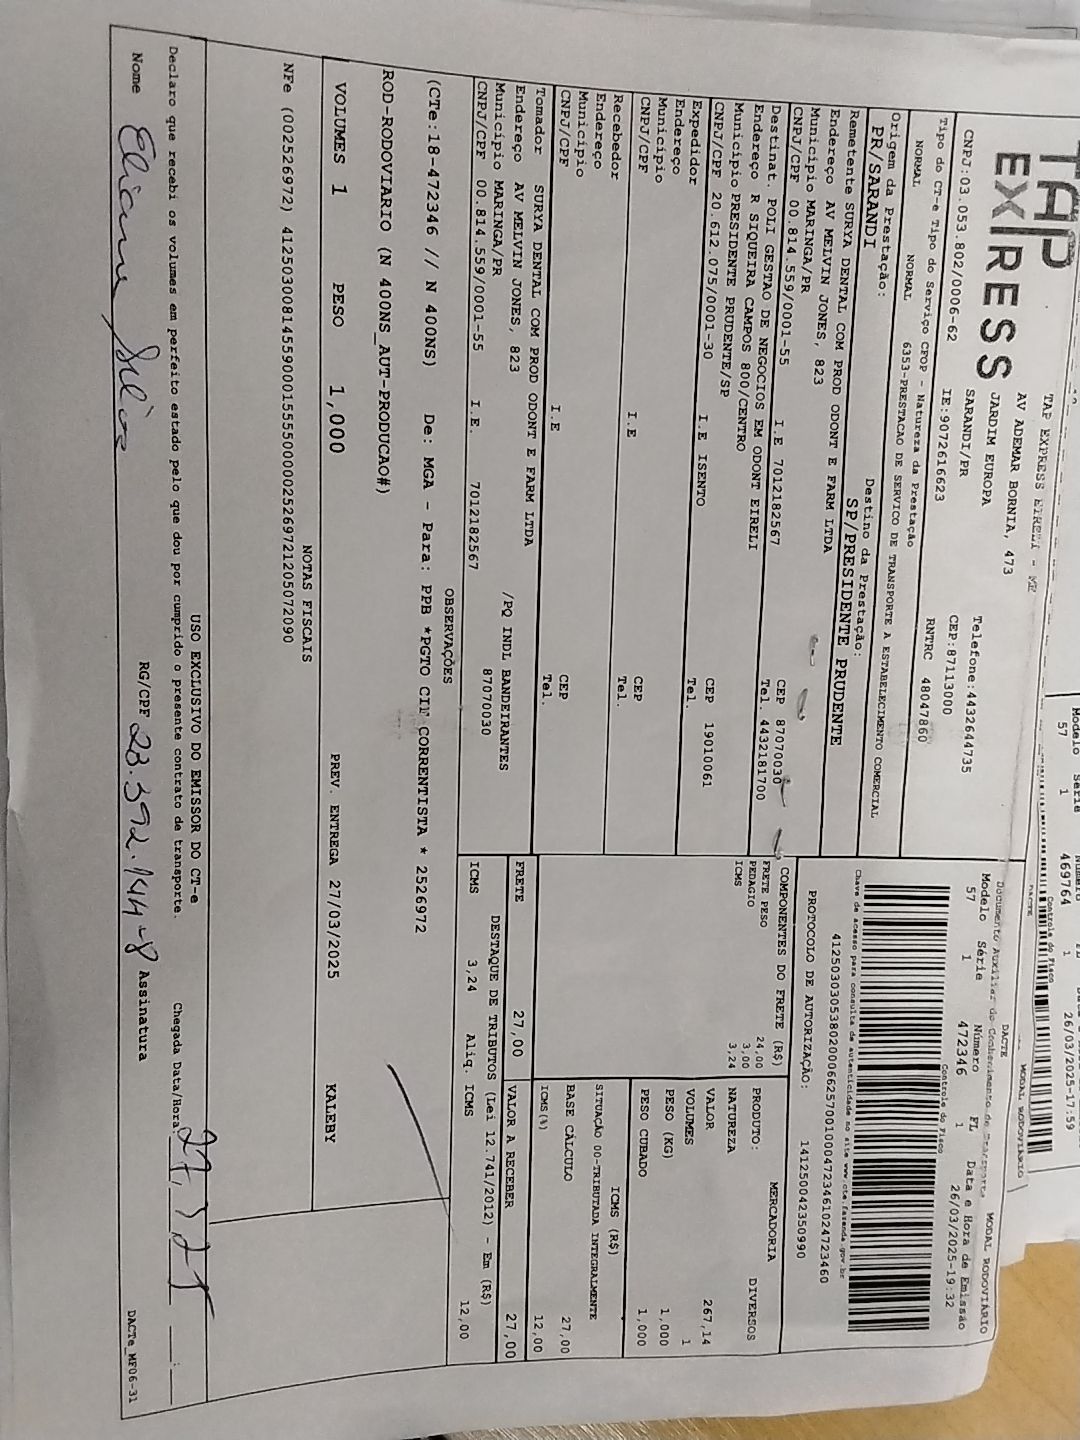 TAP
EX/RESS
TAP EXPRESS EIRELI - ME
AV ADEMAR BORNIA, 473
JARDIM EUROPA
SARANDI/PR
CNPJ:03.053.802/0006-62
IE:9072616623
Telefone:4432644735
CEP:87113000
RNTRC 48047860
DACTE
MODAL RODOVIÁRIO
Documento Auxiliar do Conhecimento de Transporte
Modelo Série Número FL Data e Hora de Emissão
57 1 472346 1 26/03/2025-19:32
Controle do Fisco
Tipo do CT-e Tipo do Serviço CFOP - Natureza da Prestação
NORMAL NORMAL 6353-PRESTACAO DE SERVICO DE TRANSPORTE A ESTABELECIMENTO COMERCIAL
Origem da Prestação: Destino da Prestação:
PR/SARANDI SP/PRESIDENTE PRUDENTE
Chave de acesso para consulta de autenticidade no site www.cte.fazenda.gov.br
41250303053802000662570010004723461024723460
PROTOCOLO DE AUTORIZAÇÃO: 141250042350990
Remetente SURYA DENTAL COM PROD ODONT E FARM LTDA
Endereço AV MELVIN JONES, 823
Município MARINGA/PR CEP 87070030
CNPJ/CPF 00.814.559/0001-55 I.E 7012182567 Tel. 4432181700
Destinat. POLI GESTAO DE NEGOCIOS EM ODONT EIRELI
Endereço R SIQUEIRA CAMPOS 800/CENTRO
Município PRESIDENTE PRUDENTE/SP CEP 19010061
CNPJ/CPF 20.612.075/0001-30 I.E ISENTO Tel.
Expedidor
Endereço
Município CEP
CNPJ/CPF I.E Tel.
Recebedor
Endereço
Município CEP
CNPJ/CPF I.E Tel.
Tomador SURYA DENTAL COM PROD ODONT E FARM LTDA
Endereço AV MELVIN JONES, 823 /PQ INDL BANDEIRANTES
Município MARINGA/PR 87070030
CNPJ/CPF 00.814.559/0001-55 I.E. 7012182567
COMPONENTES DO FRETE (R$)
FRETE PESO 24,00
PEDAGIO 3,00
ICMS 3,24
PRODUTO: MERCADORIA
NATUREZA DIVERSOS
VALOR 267,14
VOLUMES 1
PESO (KG) 1,000
PESO CUBADO 1,000
ICMS (R$)
SITUAÇÃO 00-TRIBUTADA INTEGRALMENTE
BASE CÁLCULO 27,00
ICMS(%) 12,00
FRETE 27,00 VALOR A RECEBER 27,00
DESTAQUE DE TRIBUTOS (Lei 12.741/2012) - Em (R$)
ICMS 3,24 Aliq. ICMS 12,00
OBSERVAÇÕES
(CTe:18-472346 // N 400NS) De: MGA - Para: PPB *PGTO CIF CORRENTISTA * 2526972
ROD-RODOVIARIO (N 400NS_AUT-PRODUCAO#)
VOLUMES 1 PESO 1,000 PREV. ENTREGA 27/03/2025 KALEBY
NOTAS FISCAIS
NFe (002526972) 41250300814559000155550000025269721205072090
USO EXCLUSIVO DO EMISSOR DO CT-e
Declaro que recebi os volumes em perfeito estado pelo que dou por cumprido o presente contrato de transporte. Chegada Data/Hora:
Nome RG/CPF 28.392.144-8 Assinatura
DACTe_MF06-31
DACTE
MODAL RODOVIÁRIO
Modelo Série
57 1 469764 1 26/03/2025-17:59
Controle do Fisco